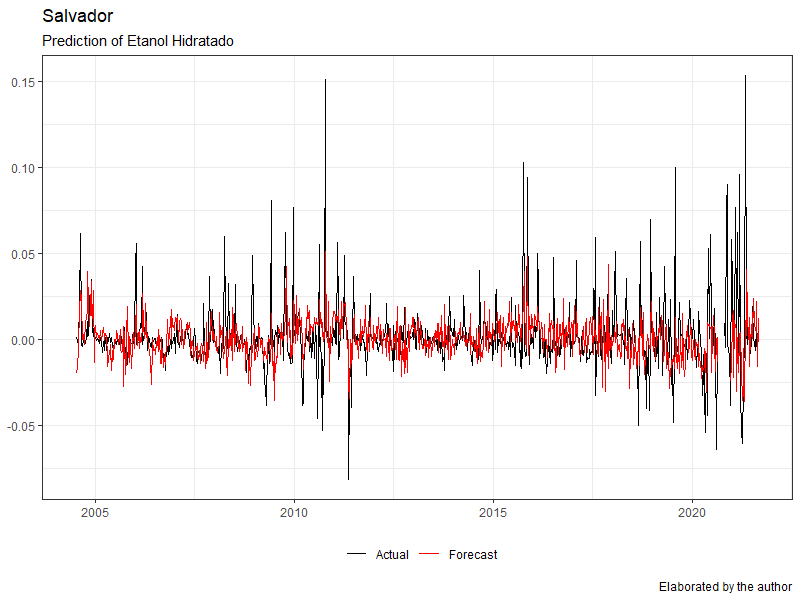 Salvador
Prediction of Etanol Hidratado
0.15
0.10
0.05
0.00
-0.05
2005 2010 2015 2020
Actual Forecast
Elaborated by the author